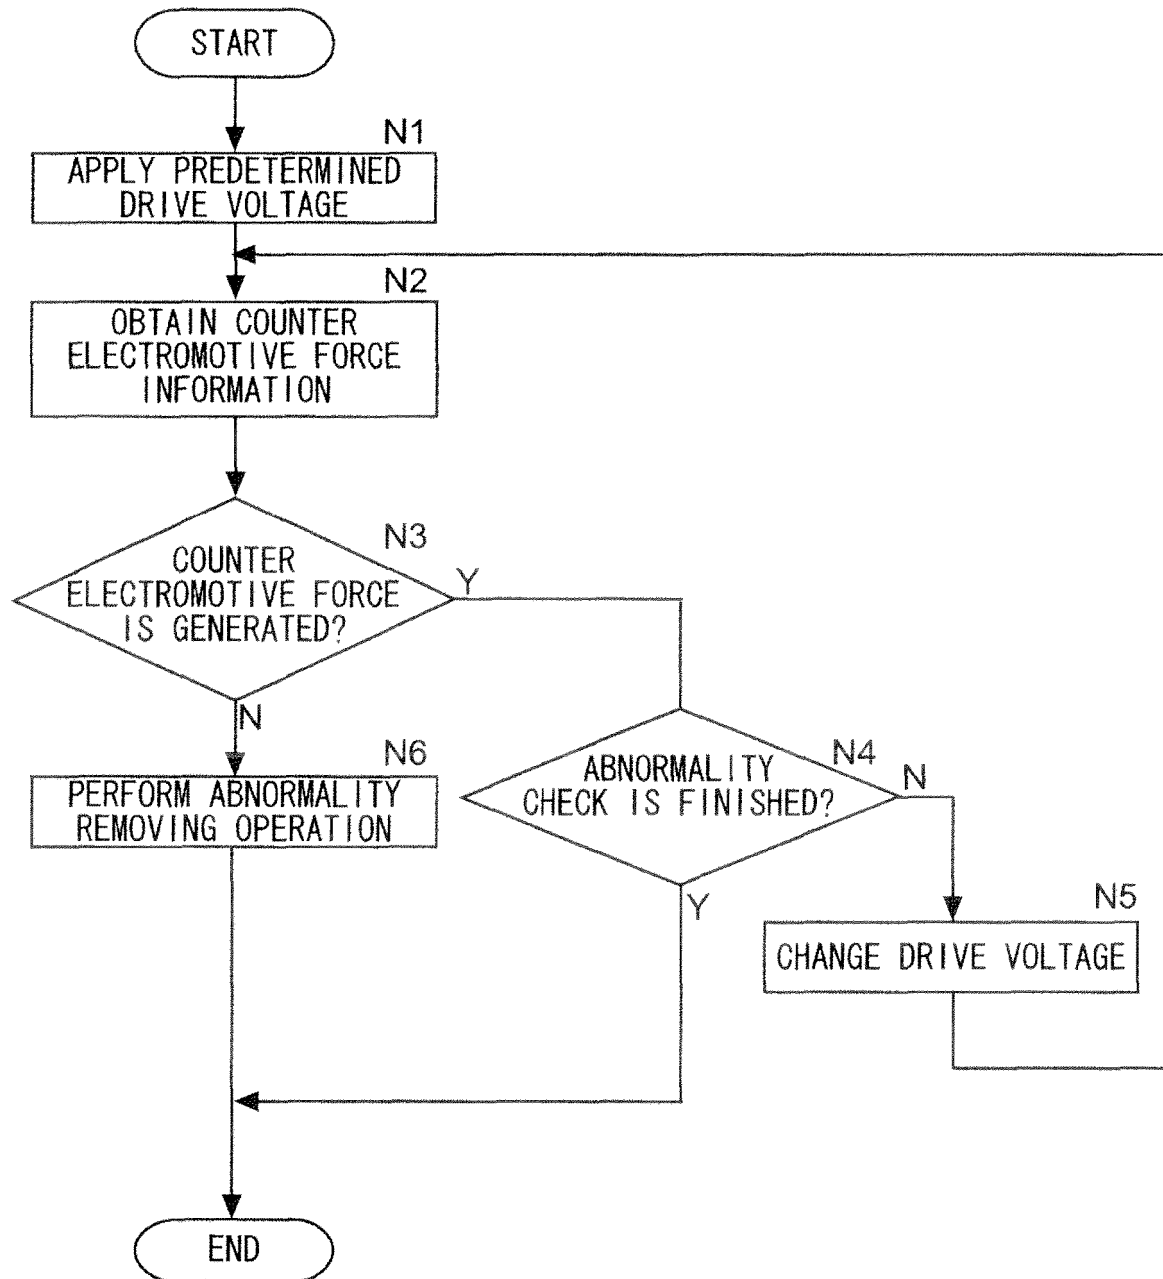 START
N1
APPLY PREDETERMINED
DRIVE VOLTAGE
N2
OBTAIN COUNTER
ELECTROMOTIVE FORCE
INFORMATION
N3
COUNTER
ELECTROMOTIVE FORCE
IS GENERATED?
Y
N
N6
PERFORM ABNORMALITY
REMOVING OPERATION
N4
ABNORMALITY
CHECK IS FINISHED?
N
Y
N5
CHANGE DRIVE VOLTAGE
END